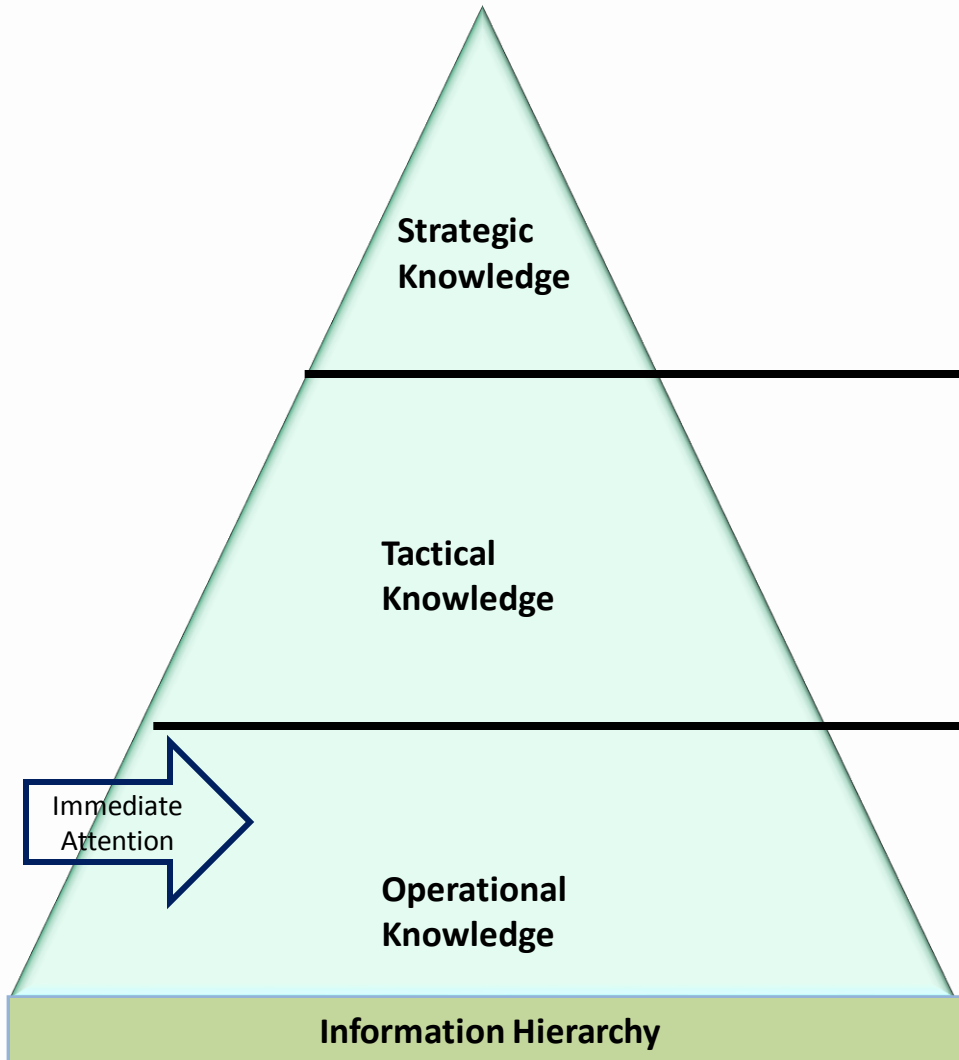 Strategic
Knowledge
Tactical
Knowledge
Immediate
Attention
Operational
Knowledge
Information Hierarchy